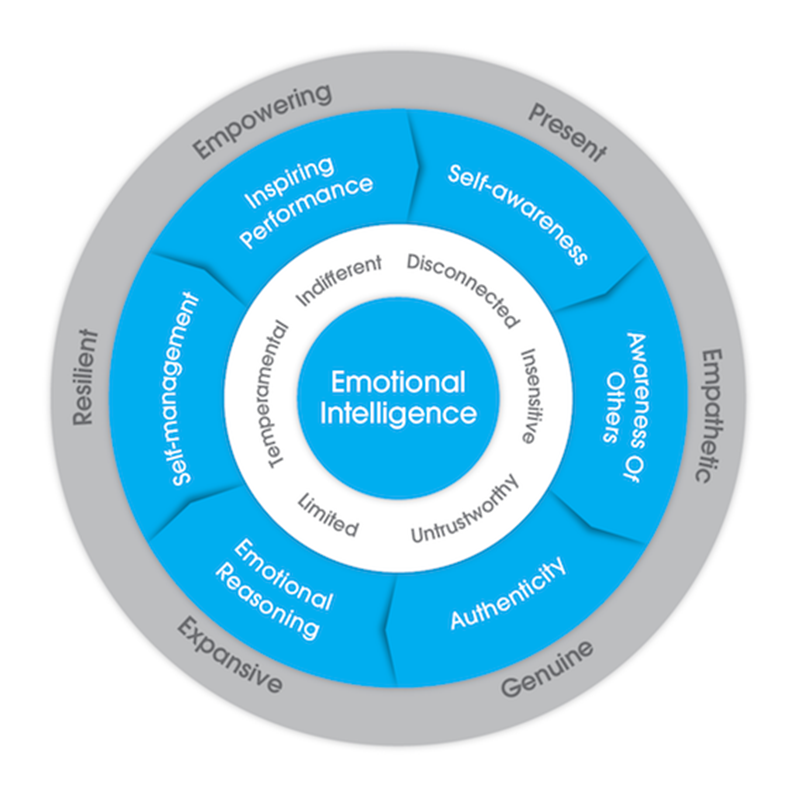 Empowering
Present
Empathetic
Genuine
Expansive
Resilient
Inspiring
Performance
Self-awareness
Awareness Of
Others
Authenticity
Emotional
Reasoning
Self-management
Indifferent
Disconnected
Insensitive
Untrustworthy
Limited
Temperamental
Emotional
Intelligence